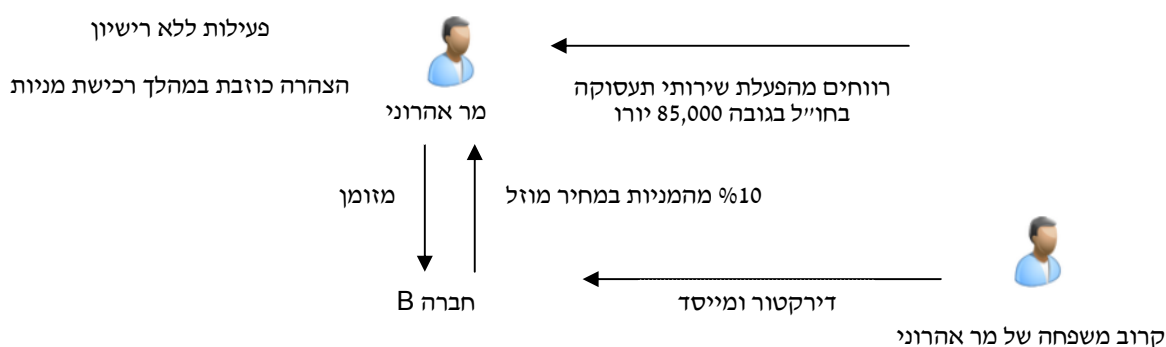 פעילות ללא רישיון
הצהרה כוזבת במהלך רכישת מניות
מר אהרוני
רווחים מהפעלת שירותי תעסוקה
בחו״ל בגובה 85,000 יורו
מזומן
%10 מהמניות במחיר מוזל
חברה B
דירקטור ומייסד
קרוב משפחה של מר אהרוני